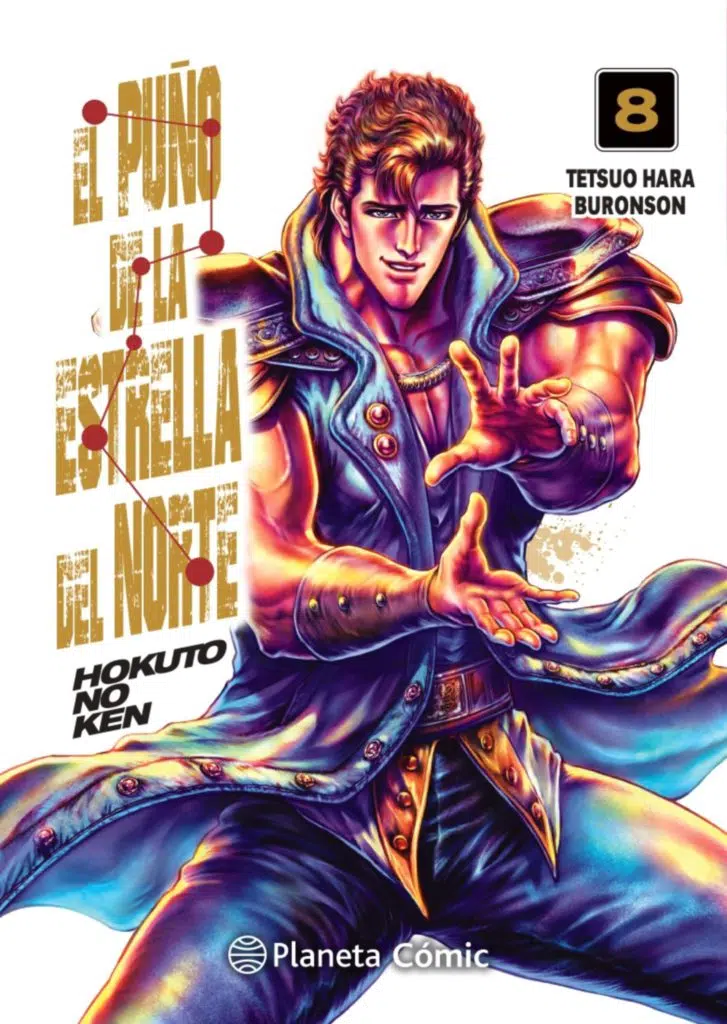 EL PUÑO
DE LA
ESTRELLA
DEL NORTE
HOKUTO
NO
KEN
8
TETSUO HARA
BURONSON
Planeta Cómic